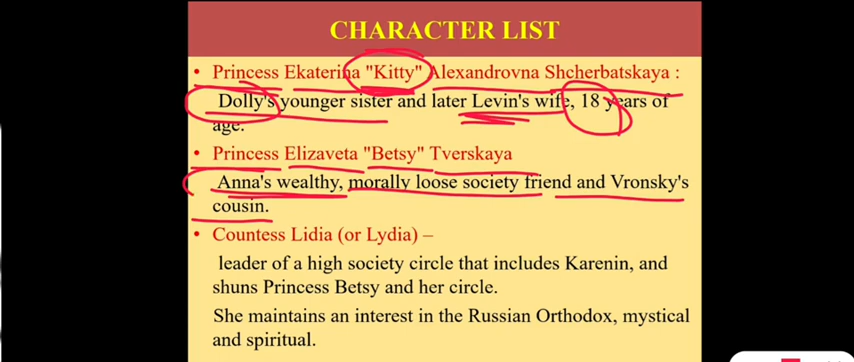 CHARACTER LIST
• Princess Ekaterina "Kitty" Alexandrovna Shcherbatskaya :
Dolly's younger sister and later Levin's wife, 18 years of
age.
• Princess Elizaveta "Betsy" Tverskaya
Anna's wealthy, morally loose society friend and Vronsky's
cousin.
• Countess Lidia (or Lydia) –
leader of a high society circle that includes Karenin, and
shuns Princess Betsy and her circle.
She maintains an interest in the Russian Orthodox, mystical
and spiritual.